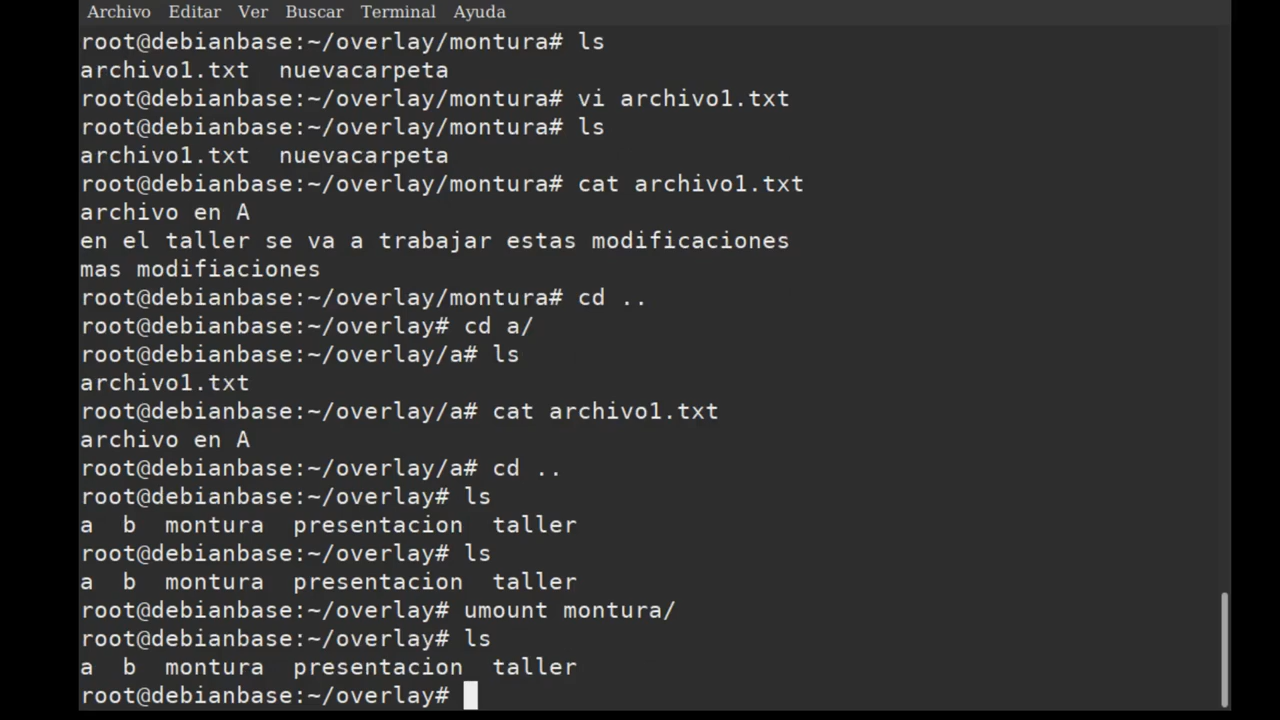 Archivo Editar Ver Buscar Terminal Ayuda
root@debianbase:~/overlay/montura# ls
archivo1.txt  nuevacarpeta
root@debianbase:~/overlay/montura# vi archivo1.txt
root@debianbase:~/overlay/montura# ls
archivo1.txt  nuevacarpeta
root@debianbase:~/overlay/montura# cat archivo1.txt
archivo en A
en el taller se va a trabajar estas modificaciones
mas modifiaciones
root@debianbase:~/overlay/montura# cd ..
root@debianbase:~/overlay# cd a/
root@debianbase:~/overlay/a# ls
archivo1.txt
root@debianbase:~/overlay/a# cat archivo1.txt
archivo en A
root@debianbase:~/overlay/a# cd ..
root@debianbase:~/overlay# ls
a  b  montura  presentacion  taller
root@debianbase:~/overlay# ls
a  b  montura  presentacion  taller
root@debianbase:~/overlay# umount montura/
root@debianbase:~/overlay# ls
a  b  montura  presentacion  taller
root@debianbase:~/overlay#